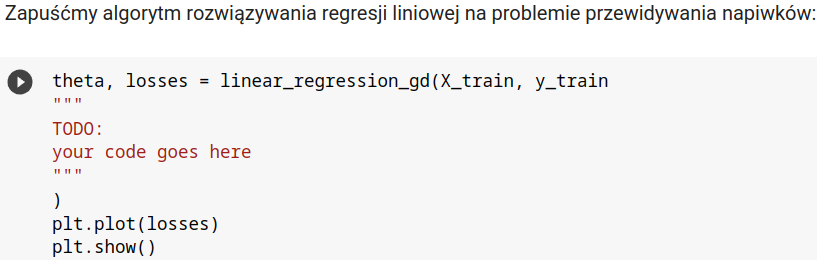 Zapuśćmy algorytm rozwiązywania regresji liniowej na problemie przewidywania napiwków:
theta, losses = linear_regression_gd(X_train, y_train
"""
TODO:
your code goes here
"""
)
plt.plot(losses)
plt.show()